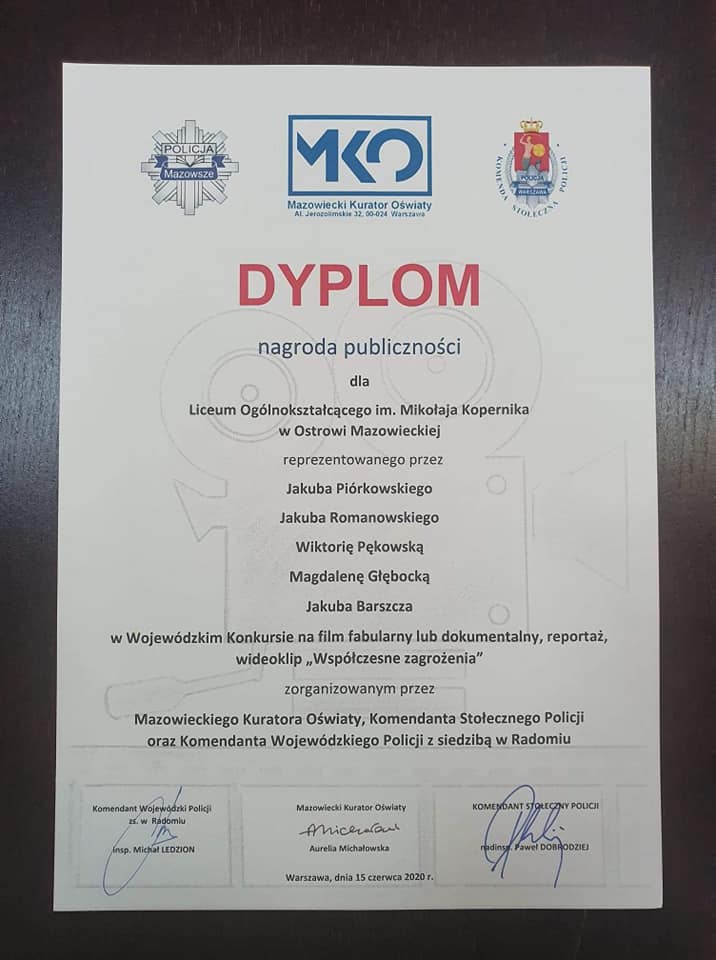 POLICJA
Mazowsze
MKO
Mazowiecki Kurator Oświaty
Al. Jerozolimskie 32, 00-024 Warszawa
KOMENDA STOŁECZNA POLICJI
POLICJA
WARSZAWA
DYPLOM
nagroda publiczności
dla
Liceum Ogólnokształcącego im. Mikołaja Kopernika
w Ostrowi Mazowieckiej
reprezentowanego przez
Jakuba Piórkowskiego
Jakuba Romanowskiego
Wiktorię Pękowską
Magdalenę Głębocką
Jakuba Barszcza
w Wojewódzkim Konkursie na film fabularny lub dokumentalny, reportaż,
wideoklip „Współczesne zagrożenia”
zorganizowanym przez
Mazowieckiego Kuratora Oświaty, Komendanta Stołecznego Policji
oraz Komendanta Wojewódzkiego Policji z siedzibą w Radomiu
Komendant Wojewódzki Policji
zs. w Radomiu
insp. Michał LEDZION
Mazowiecki Kurator Oświaty
Aurelia Michałowska
KOMENDANT STOŁECZNY POLICJI
nadinsp. Paweł DOBRODZIEJ
Warszawa, dnia 15 czerwca 2020 r.